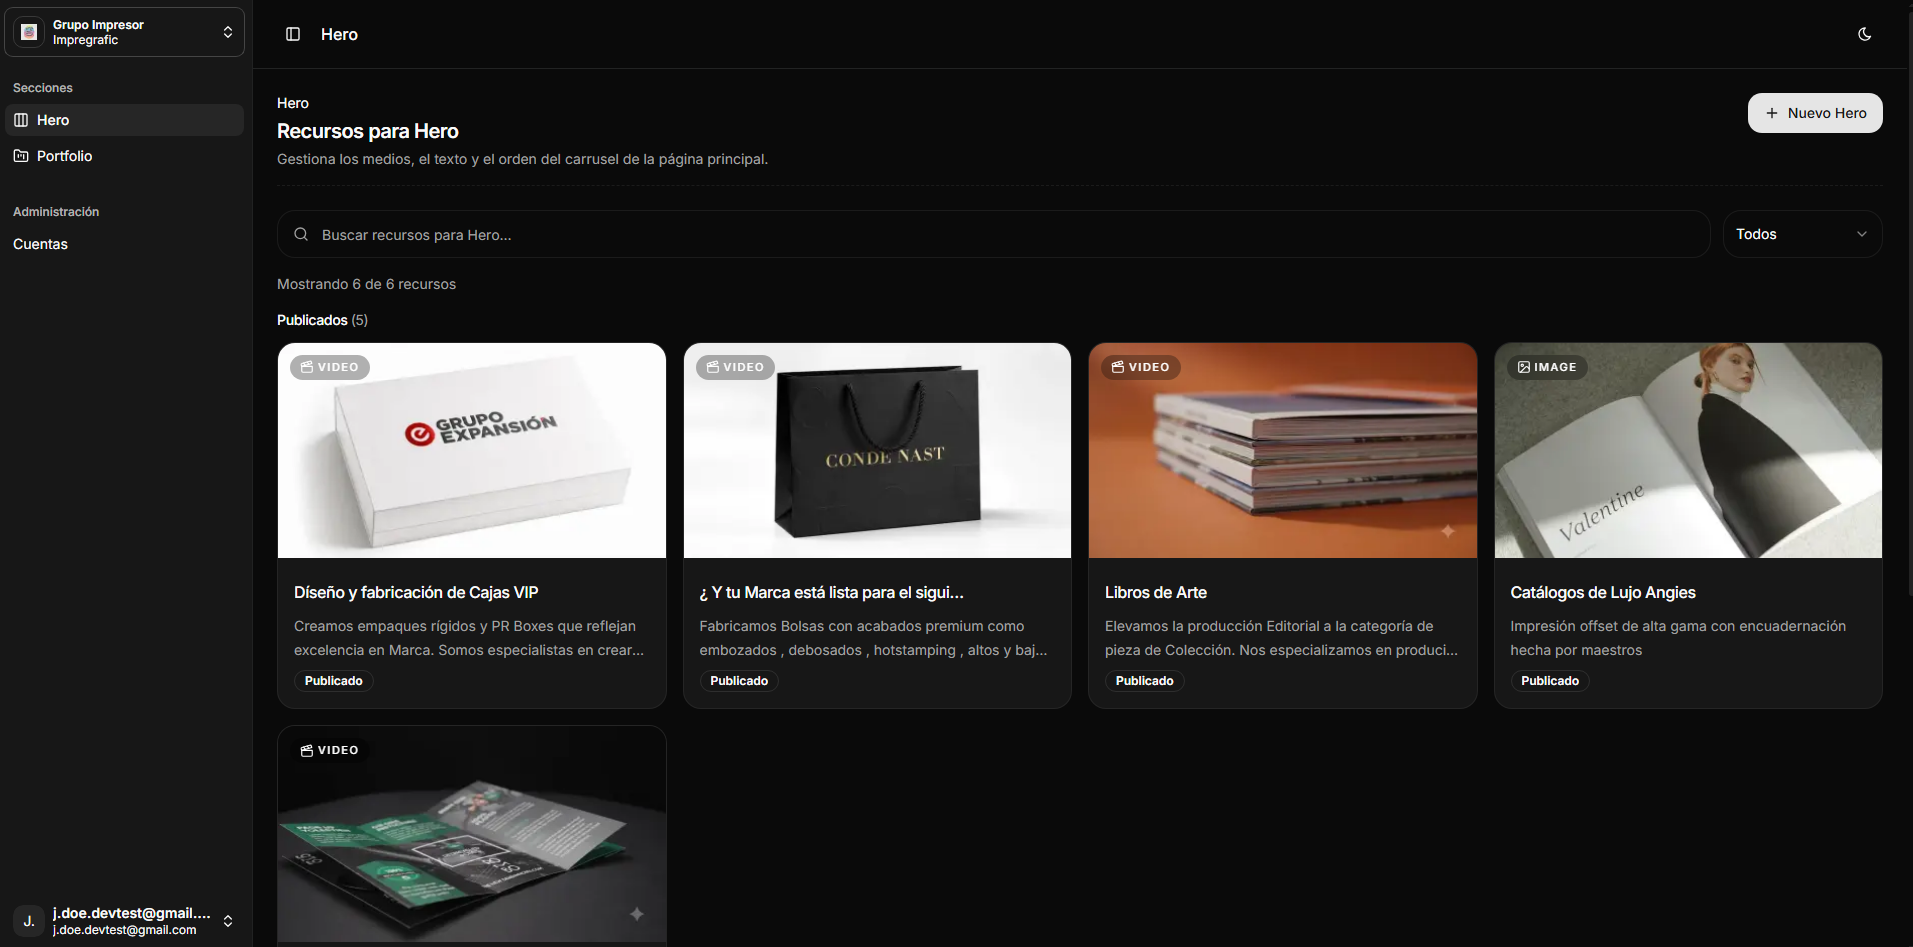 Grupo Impresor
Impregrafic
Secciones
Hero
Portfolio
Administración
Cuentas
j.doe.devtest@gmail....
j.doe.devtest@gmail.com
J.
Hero
Hero
Recursos para Hero
Gestiona los medios, el texto y el orden del carrusel de la página principal.
Nuevo Hero
Buscar recursos para Hero...
Todos
Mostrando 6 de 6 recursos
Publicados (5)
VIDEO
GRUPO
EXPANSIÓN
Díseño y fabricación de Cajas VIP
Creamos empaques rígidos y PR Boxes que reflejan
excelencia en Marca. Somos especialistas en crear...
Publicado
VIDEO
CONDE NAST
¿ Y tu Marca está lista para el sigui...
Fabricamos Bolsas con acabados premium como
embozados , debosados , hotstamping , altos y baj...
Publicado
VIDEO
Libros de Arte
Elevamos la producción Editorial a la categoría de
pieza de Colección. Nos especializamos en produci...
Publicado
IMAGE
Valentine
Catálogos de Lujo Angies
Impresión offset de alta gama con encuadernación
hecha por maestros
Publicado
VIDEO